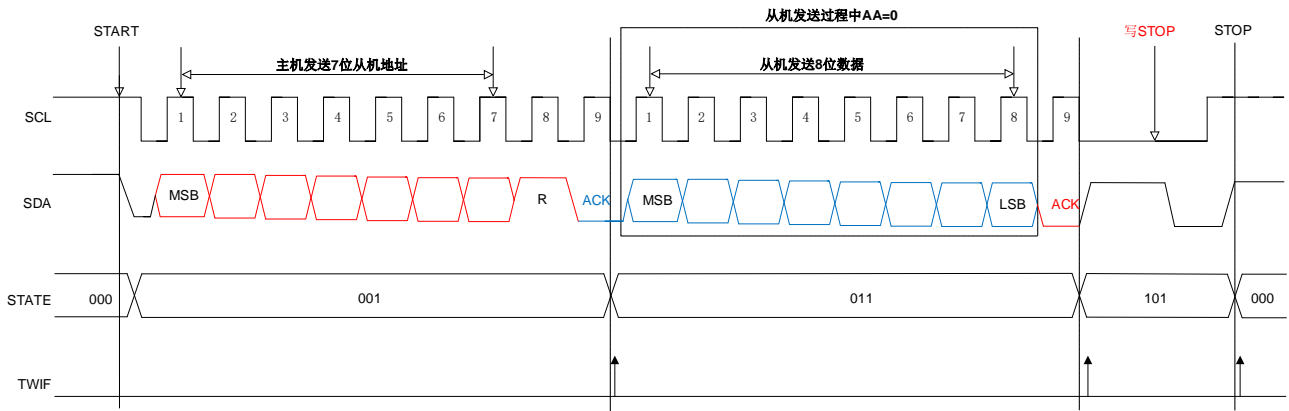 从机发送过程中AA=0
START 写STOP STOP
主机发送7位从机地址 从机发送8位数据
SCL 1 2 3 4 5 6 7 8 9 1 2 3 4 5 6 7 8 9
SDA MSB R ACK MSB LSB ACK
STATE 000 001 011 101 000
TWIF